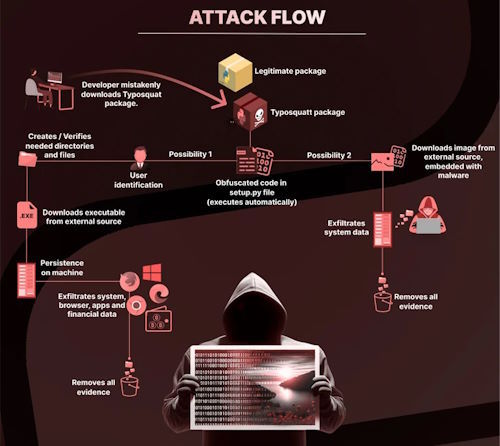 ATTACK FLOW
Legitimate package
Developer mistakenly
downloads Typosquat
package.
Typosquatt package
Creates / Verifies
needed directories
and files
User
identification
Possibility 1
Obfuscated code in
setup.py file
(executes automatically)
Possibility 2
Downloads image from
external source,
embedded with
malware
.EXE
Downloads executable
from external source
Exfiltrates
system data
Persistence
on machine
Exfiltrates system,
browser, apps and
financial data
Removes all
evidence
Removes all
evidence